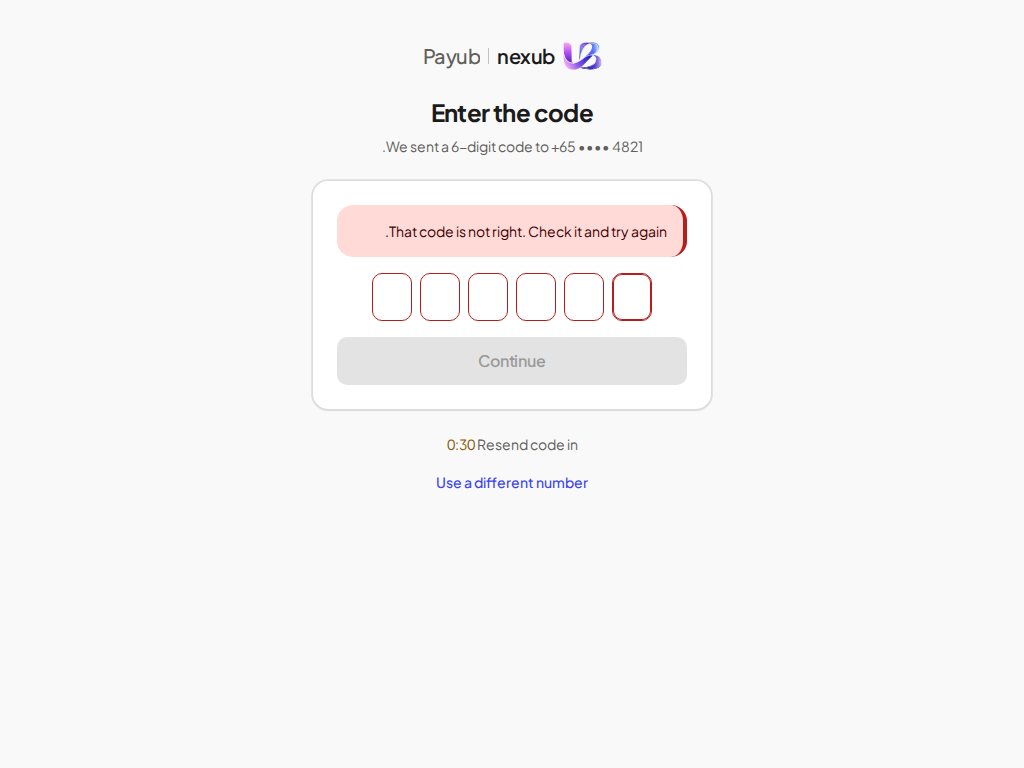 Payub | nexub
Enter the code
.We sent a 6-digit code to +65 •••• 4821
.That code is not right. Check it and try again
Continue
0:30 Resend code in
Use a different number